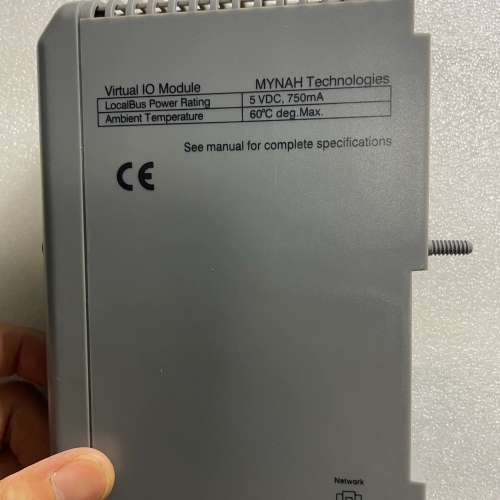 Virtual IO Module MYNAH Technologies
LocalBus Power Rating 5 VDC, 750mA
Ambient Temperature 60ºC deg.Max.
See manual for complete specifications
CE
Network